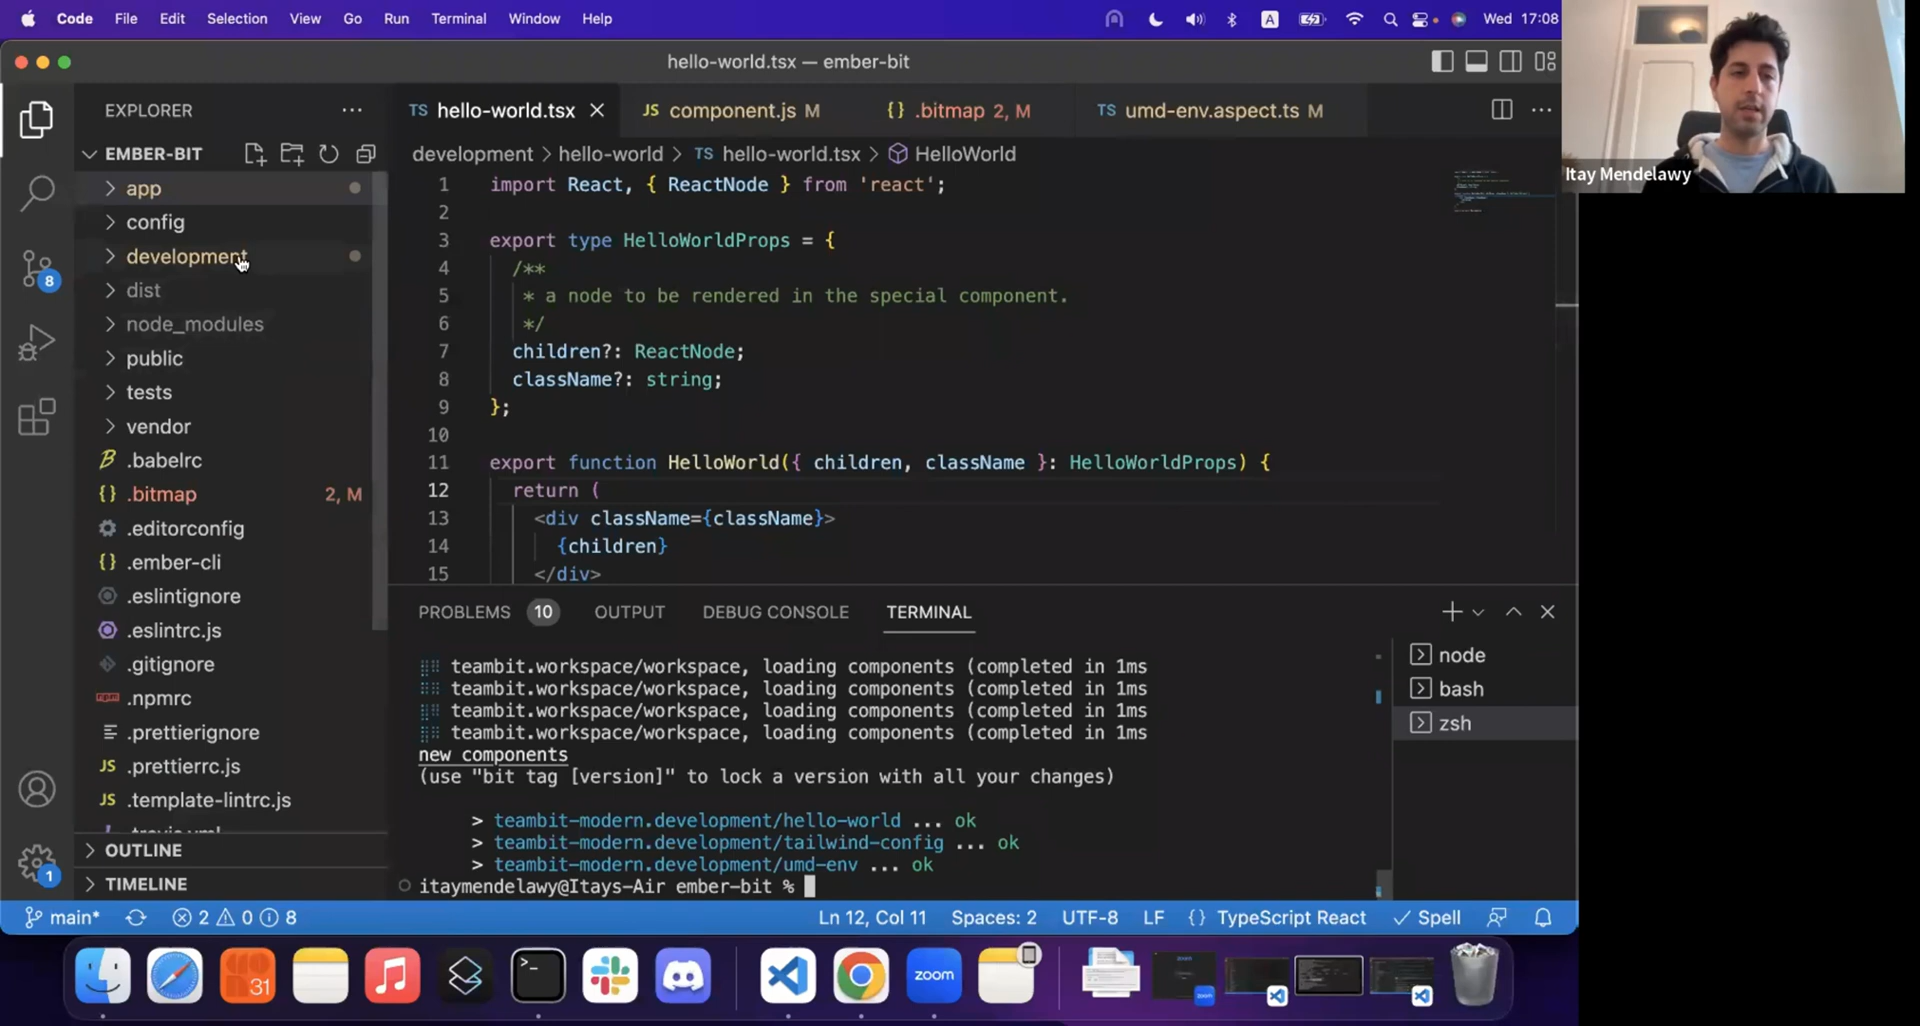 Code File Edit Selection View Go Run Terminal Window Help
A
Wed 17:08
hello-world.tsx — ember-bit
EXPLORER
EMBER-BIT
app
config
development
dist
node_modules
public
tests
vendor
.babelrc
.bitmap 2, M
.editorconfig
.ember-cli
.eslintignore
.eslintrc.js
.gitignore
.npmrc
.prettierignore
JS .prettierrc.js
JS .template-lintrc.js
OUTLINE
TIMELINE
8
1
TS hello-world.tsx
JS component.js M
{} .bitmap 2, M
TS umd-env.aspect.ts M
development > hello-world > TS hello-world.tsx > HelloWorld
1 import React, { ReactNode } from 'react';
2
3 export type HelloWorldProps = {
4 /**
5 * a node to be rendered in the special component.
6 */
7 children?: ReactNode;
8 className?: string;
9 };
10
11 export function HelloWorld({ children, className }: HelloWorldProps) {
12 return (
13 <div className={className}>
14 {children}
15 </div>
PROBLEMS 10 OUTPUT DEBUG CONSOLE TERMINAL
teambit.workspace/workspace, loading components (completed in 1ms
teambit.workspace/workspace, loading components (completed in 1ms
teambit.workspace/workspace, loading components (completed in 1ms
teambit.workspace/workspace, loading components (completed in 1ms
new components
(use "bit tag [version]" to lock a version with all your changes)
> teambit-modern.development/hello-world ... ok
> teambit-modern.development/tailwind-config ... ok
> teambit-modern.development/umd-env ... ok
itaymendelawy@Itays-Air ember-bit %
node
bash
zsh
main* 2 0 8
Ln 12, Col 11 Spaces: 2 UTF-8 LF {} TypeScript React Spell
31
zoom
Itay Mendelawy